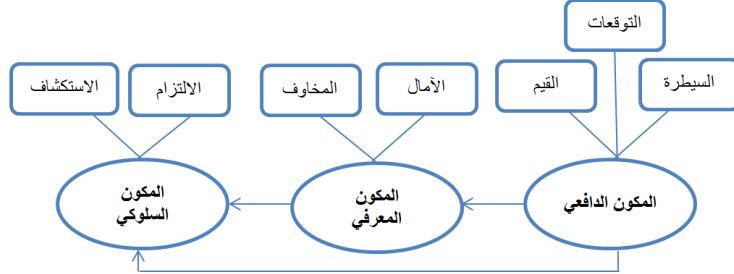 التوقعات
السيطرة
القيم
الآمال
المخاوف
الالتزام
الاستكشاف
المكون الدافعي
المكون
المعرفي
المكون
السلوكي